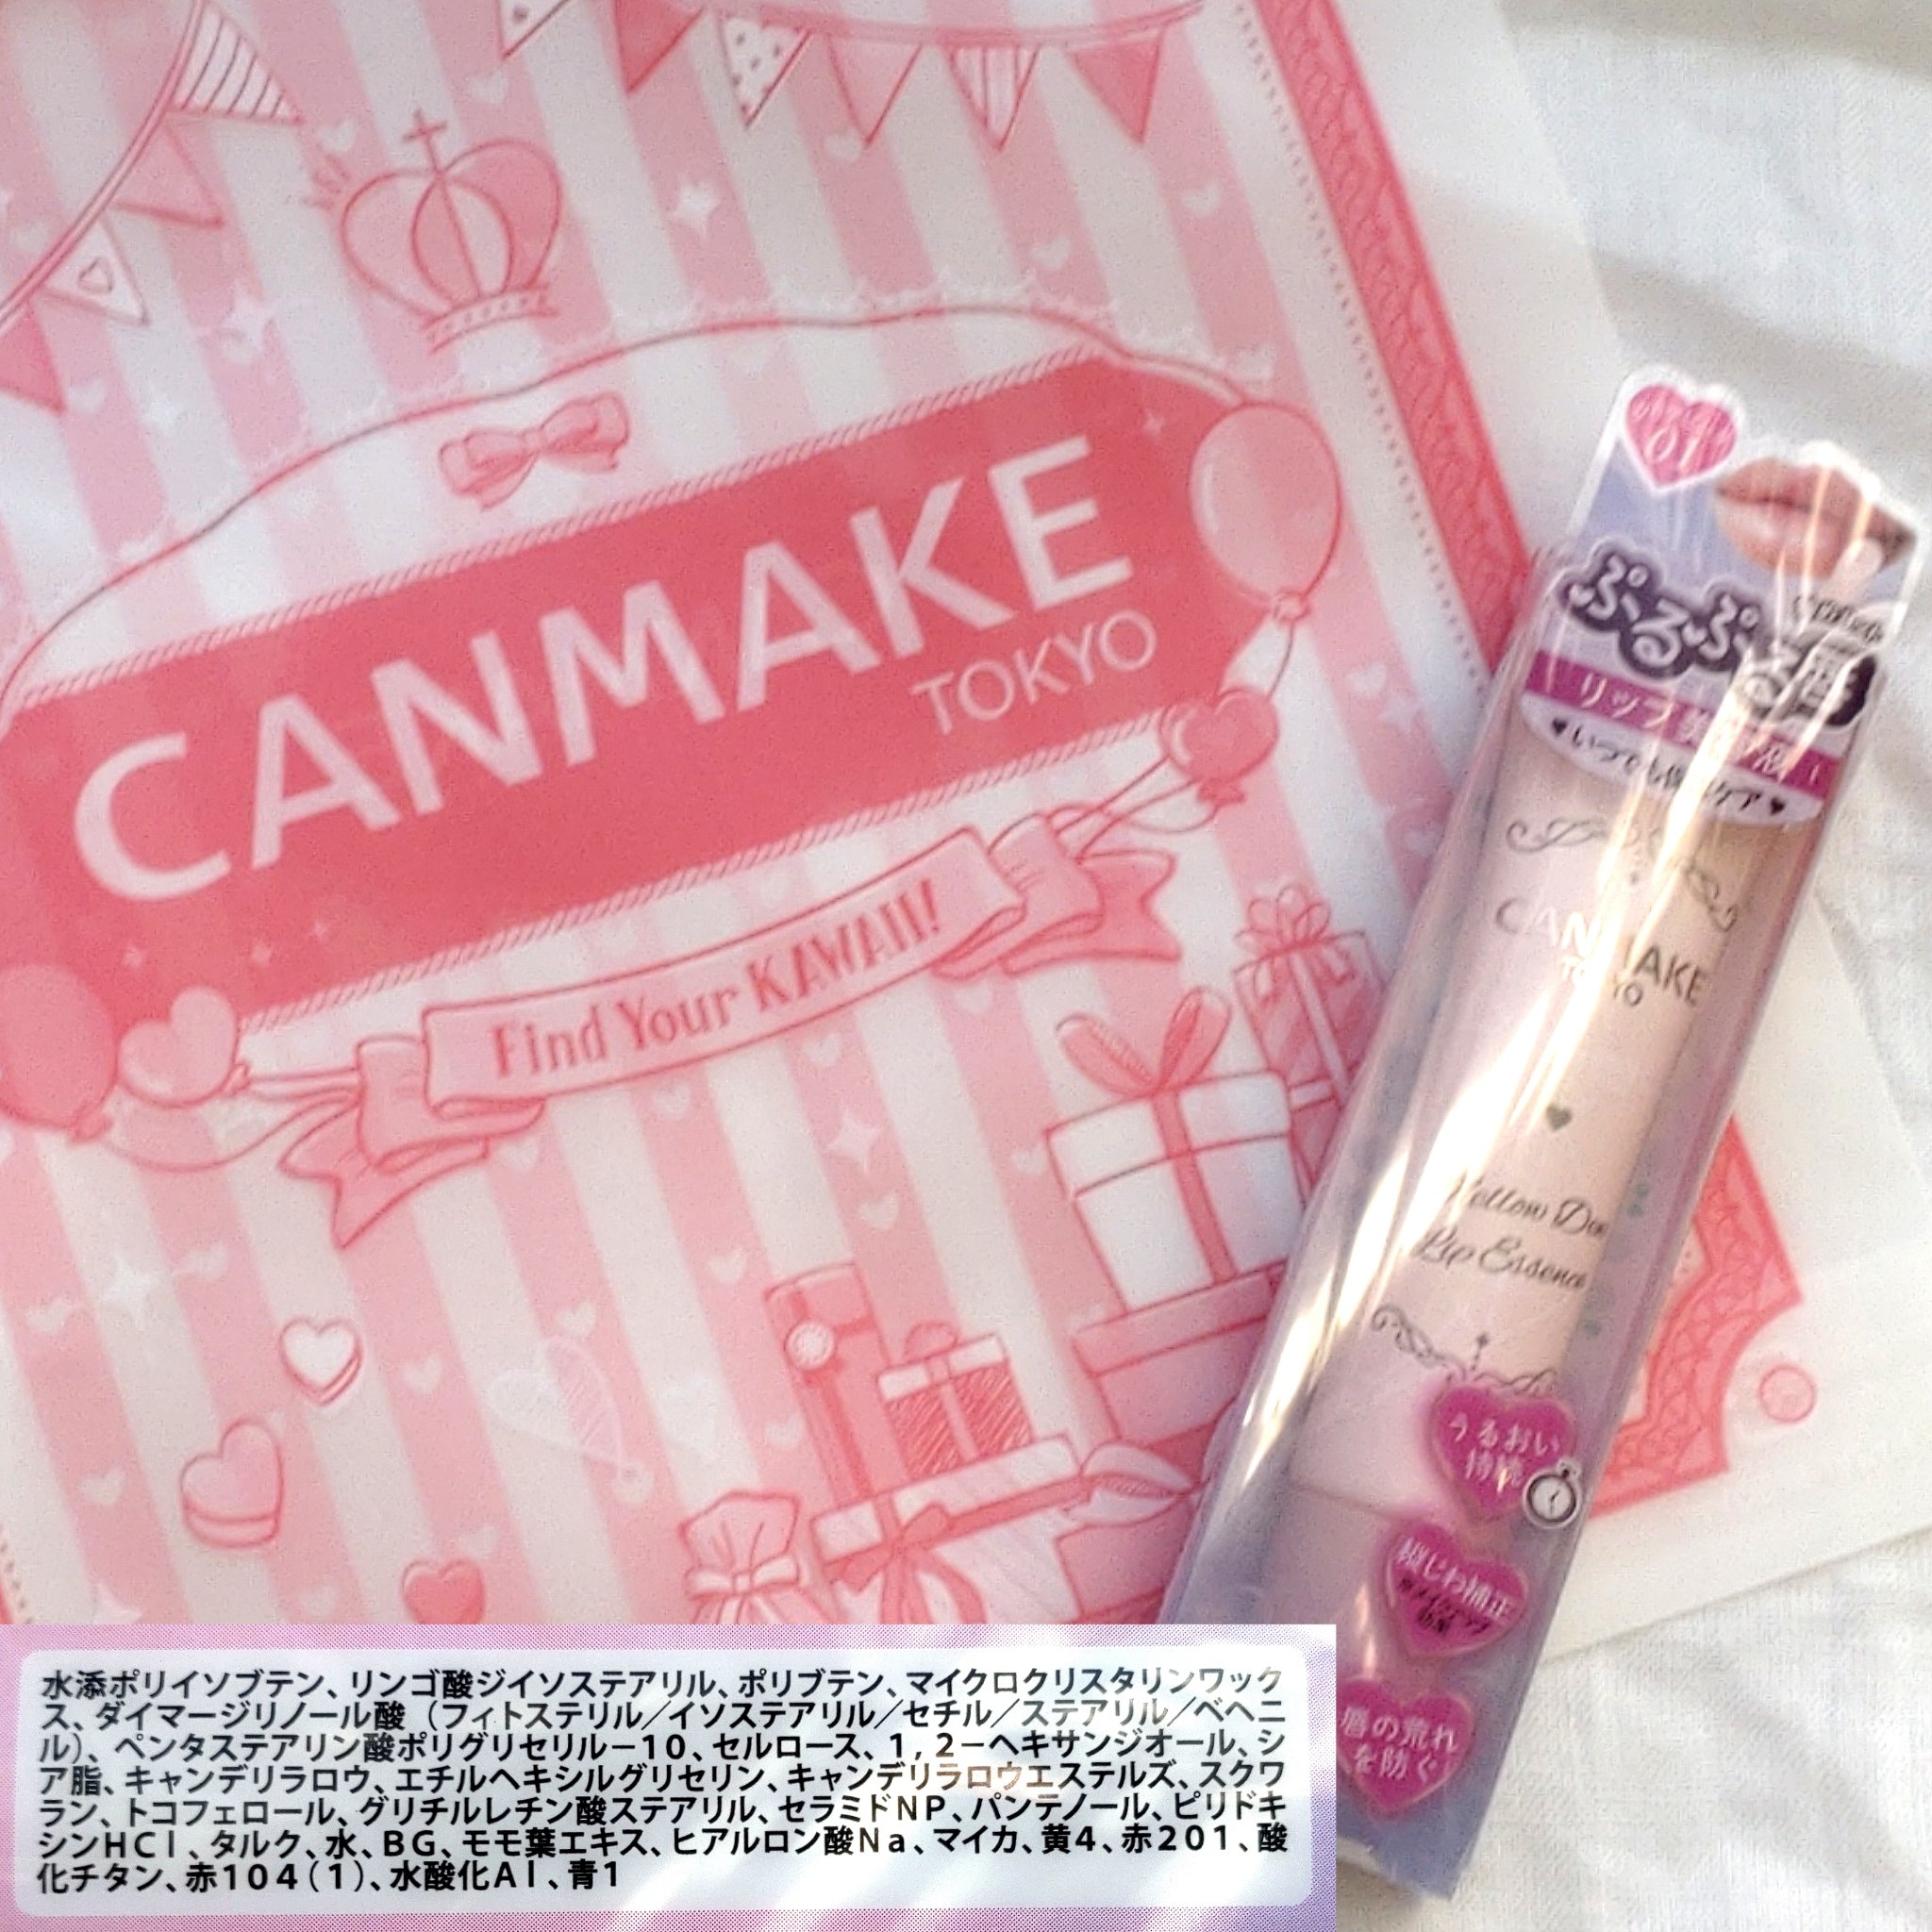 CANMAKE
TOKYO
Find Your KAWAII!
01
リップ美容液
CANMAKE
TOKYO
Lip Essence
うるおい
持続
縦じわ補正
※メイクアップ
効果
唇の荒れ
を防ぐ
水添ポリイソブテン、リンゴ酸ジイソステアリル、ポリブテン、マイクロクリスタリンワック
ス、ダイマージリノール酸（フィトステリル／イソステアリル／セチル／ステアリル／ベヘニ
ル）、ペンタステアリン酸ポリグリセリル－10、セルロース、1,2－ヘキサンジオール、シ
ア脂、キャンデリラロウ、エチルヘキシルグリセリン、キャンデリラロウエステルズ、スクワ
ラン、トコフェロール、グリチルレチン酸ステアリル、セラミドNP、パンテノール、ピリドキ
シンHCl、タルク、水、BG、モモ葉エキス、ヒアルロン酸Na、マイカ、黄4、赤201、酸
化チタン、赤104(1)、水酸化Al、青1